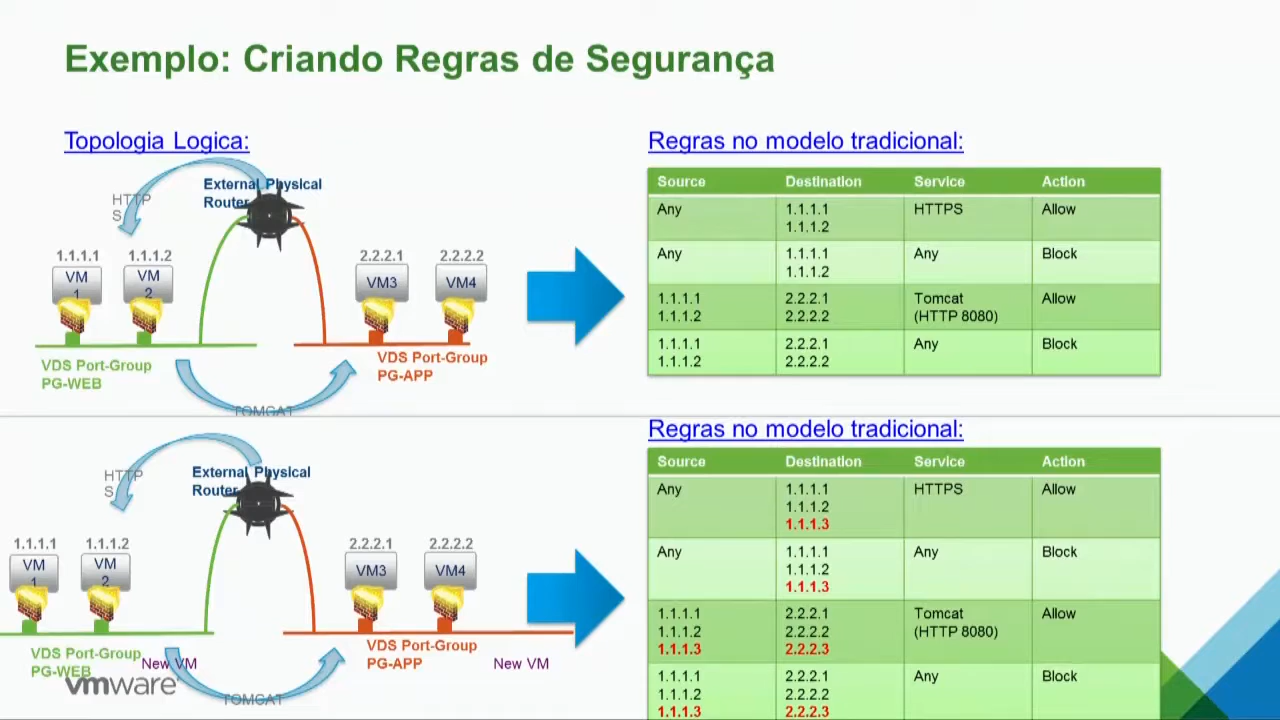 Exemplo: Criando Regras de Segurança
Topologia Logica:
External Physical
Router
HTTP
S
1.1.1.1
1.1.1.2
2.2.2.1
2.2.2.2
VM
1
VM
2
VM3
VM4
VDS Port-Group
PG-WEB
VDS Port-Group
PG-APP
TOMCAT
Regras no modelo tradicional:
Source Destination Service Action
Any 1.1.1.1 HTTPS Allow
1.1.1.2
Any 1.1.1.1 Any Block
1.1.1.2
1.1.1.1 2.2.2.1 Tomcat Allow
1.1.1.2 2.2.2.2 (HTTP 8080)
1.1.1.1 2.2.2.1 Any Block
1.1.1.2 2.2.2.2
External Physical
Router
HTTP
S
1.1.1.1
1.1.1.2
2.2.2.1
2.2.2.2
VM
1
VM
2
VM3
VM4
VDS Port-Group
PG-WEB
New VM
VDS Port-Group
PG-APP
New VM
TOMCAT
vmware
Regras no modelo tradicional:
Source Destination Service Action
Any 1.1.1.1 HTTPS Allow
1.1.1.2
1.1.1.3
Any 1.1.1.1 Any Block
1.1.1.2
1.1.1.3
1.1.1.1 2.2.2.1 Tomcat Allow
1.1.1.2 2.2.2.2 (HTTP 8080)
1.1.1.3 2.2.2.3
1.1.1.1 2.2.2.1 Any Block
1.1.1.2 2.2.2.2
1.1.1.3 2.2.2.3